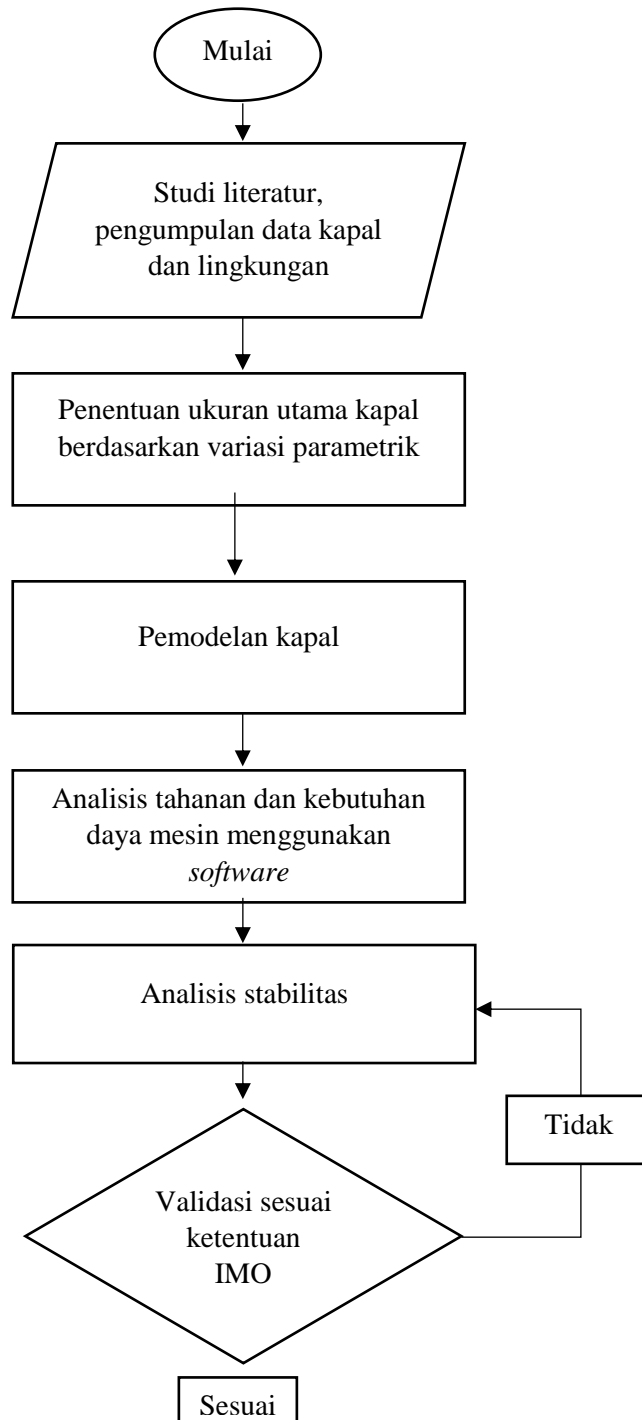 Mulai
Studi literatur,
pengumpulan data kapal
dan lingkungan
Penentuan ukuran utama kapal
berdasarkan variasi parametrik
Pemodelan kapal
Analisis tahanan dan kebutuhan
daya mesin menggunakan
software
Analisis stabilitas
Tidak
Validasi sesuai
ketentuan
IMO
Sesuai